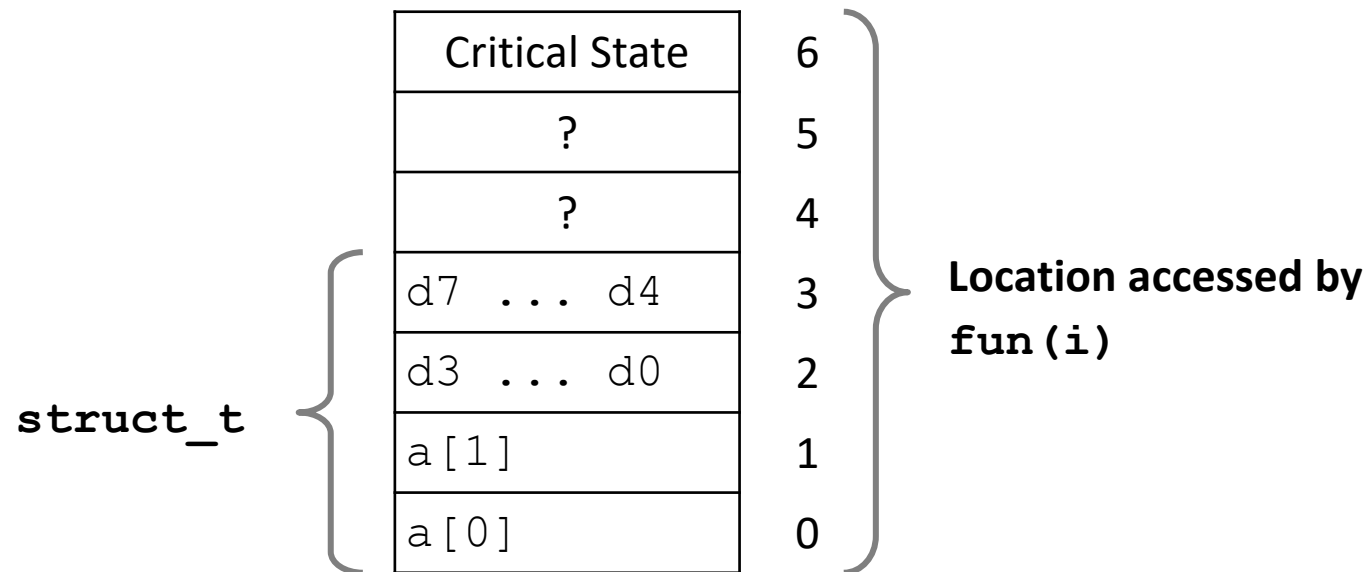 Critical State 6
? 5
? 4
d7 ... d4 3
d3 ... d0 2
a[1] 1
a[0] 0
struct_t
Location accessed by
fun(i)